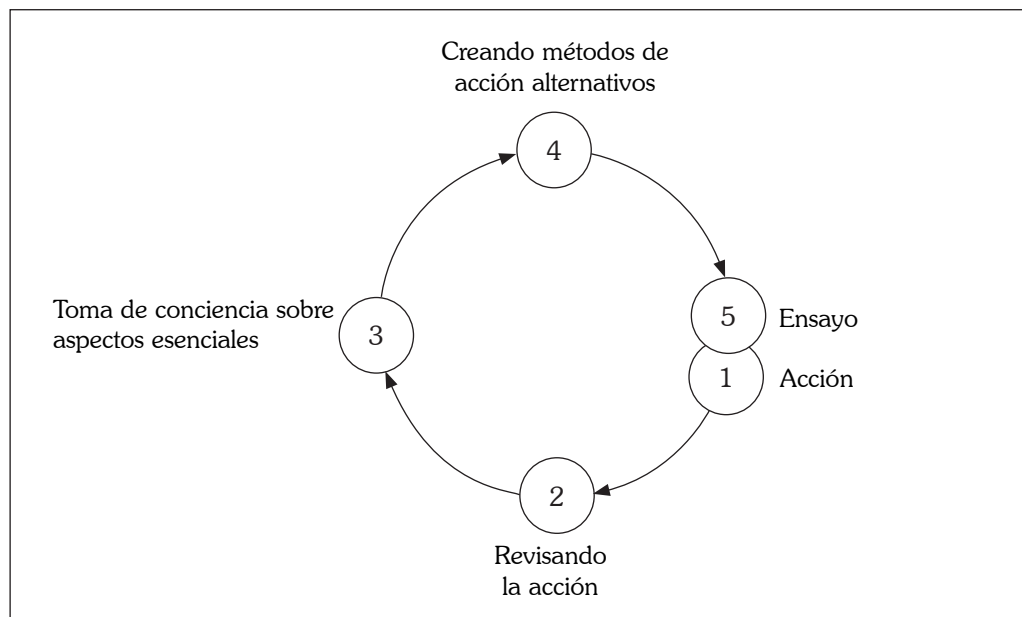 Creando métodos de
acción alternativos
4
Toma de conciencia sobre
aspectos esenciales
3
5
Ensayo
1
Acción
2
Revisando
la acción